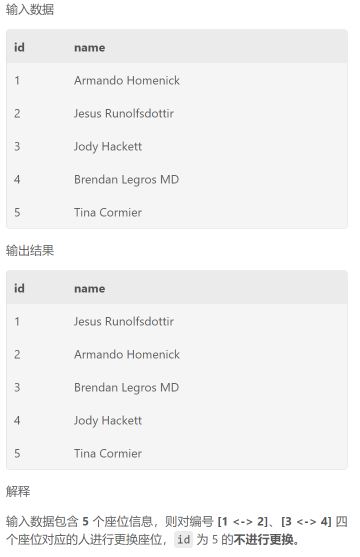 输入数据
id name
1 Armando Homenick
2 Jesus Runolfsdottir
3 Jody Hackett
4 Brendan Legros MD
5 Tina Cormier
输出结果
id name
1 Jesus Runolfsdottir
2 Armando Homenick
3 Brendan Legros MD
4 Jody Hackett
5 Tina Cormier
解释
输入数据包含 5 个座位信息，则对编号 [1 <-> 2]、[3 <-> 4] 四
个座位对应的人进行更换座位， id 为 5 的不进行更换。